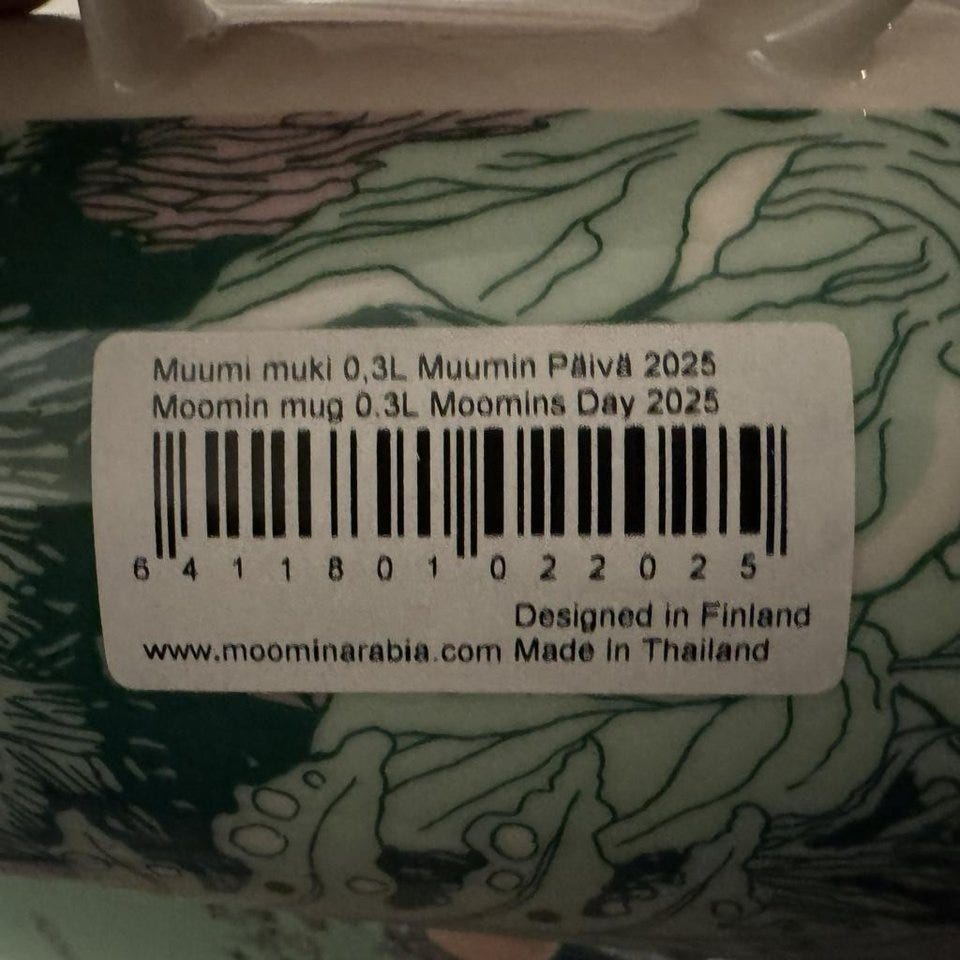 Muumi muki 0,3L Muumin Päivä 2025
Moomin mug 0.3L Moomins Day 2025
6 411801 022025
Designed in Finland
www.moominarabia.com Made in Thailand